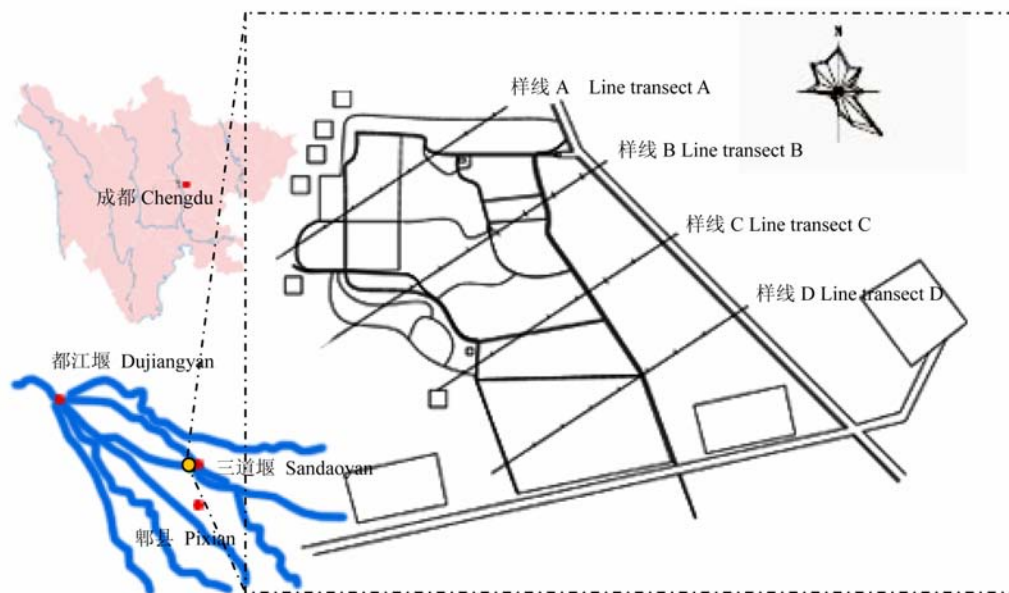 N
样线 A Line transect A
样线 B Line transect B
样线 C Line transect C
样线 D Line transect D
成都 Chengdu
都江堰 Dujiangyan
三道堰 Sandaoyan
郫县 Pixian